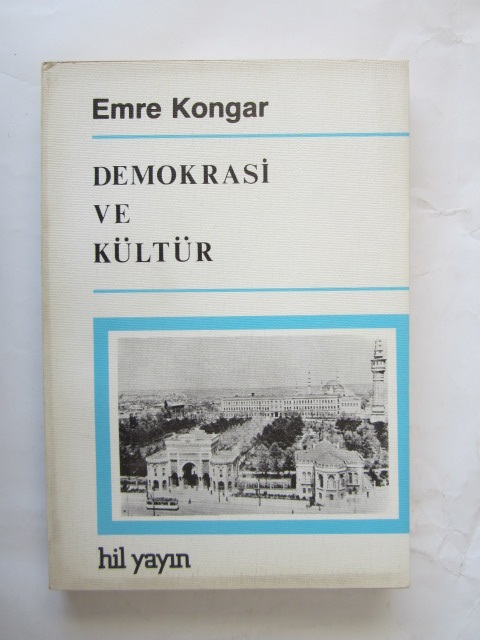 Emre Kongar
DEMOKRASİ
VE
KÜLTÜR
hil yayın